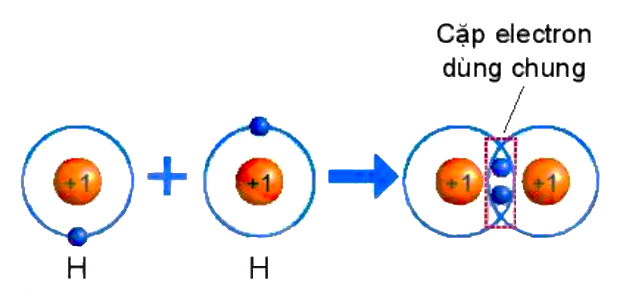 Cặp electron
dùng chung
+1
+
+1
+1
+1
H
H